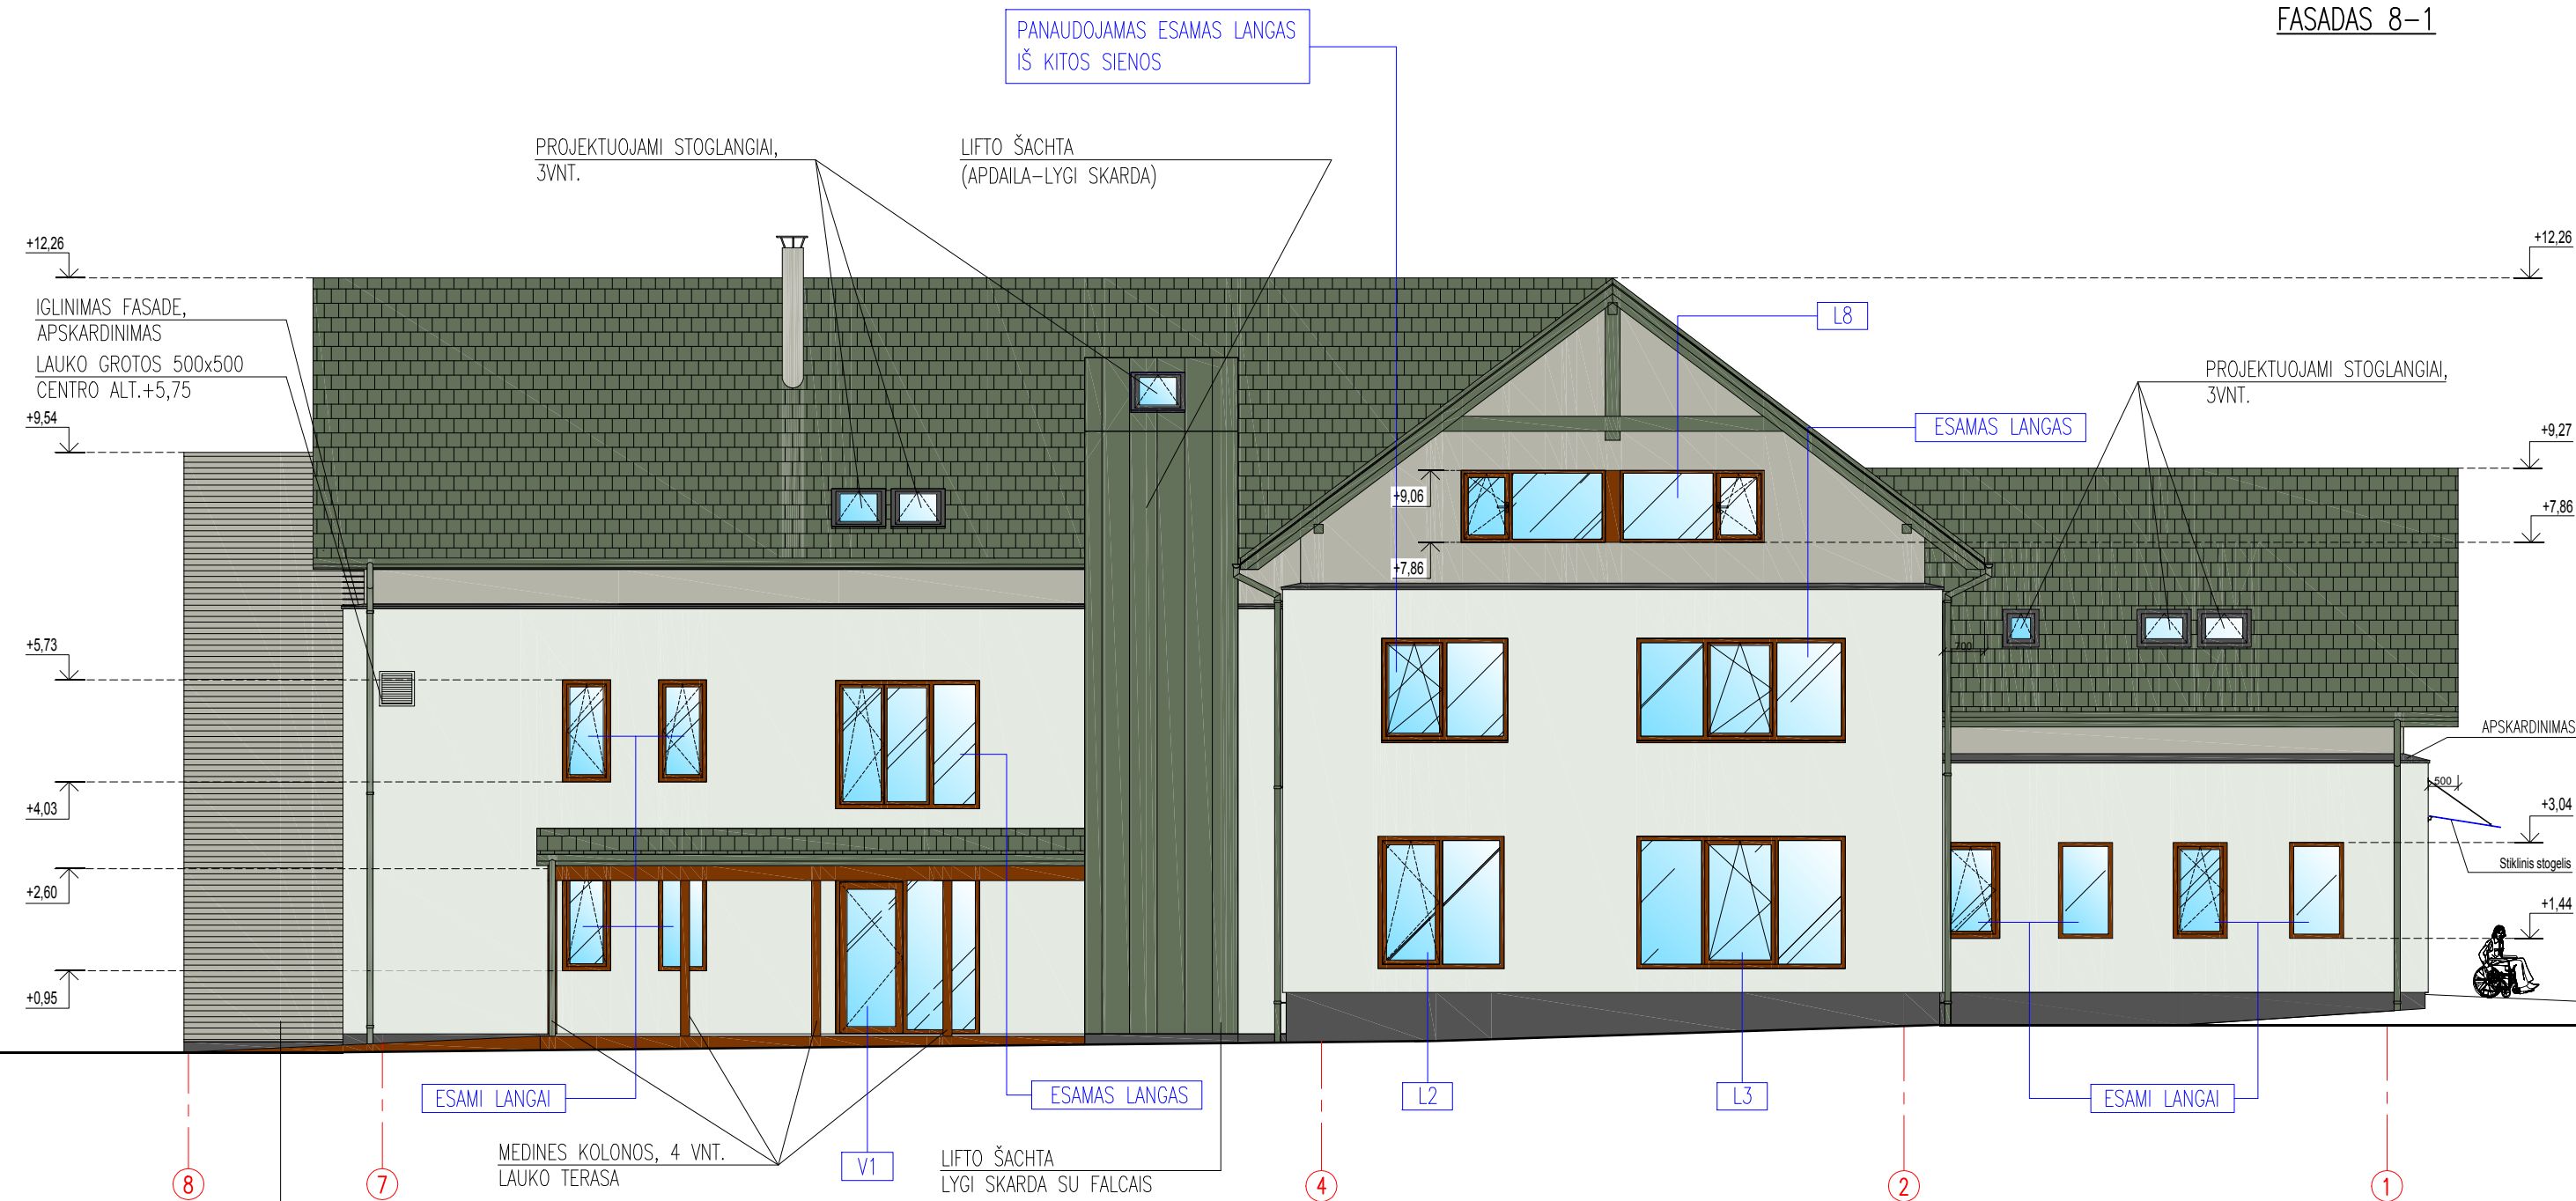 FASADAS 8-1
PANAUDOJAMAS ESAMAS LANGAS
IŠ KITOS SIENOS
PROJEKTUOJAMI STOGLANGIAI,
3VNT.
LIFTO ŠACHTA
(APDAILA-LYGI SKARDA)
+12,26
+12,26
IGLINIMAS FASADE,
APSKARDINIMAS
LAUKO GROTOS 500x500
CENTRO ALT.+5,75
L8
PROJEKTUOJAMI STOGLANGIAI,
3VNT.
+9,54
ESAMAS LANGAS
+9,27
+9,06
+7,86
+7,86
+5,73
700
APSKARDINIMAS
500
+4,03
+3,04
Stiklinis stogelis
+2,60
+1,44
+0,95
ESAMI LANGAI
ESAMAS LANGAS
L2
L3
ESAMI LANGAI
MEDINES KOLONOS, 4 VNT.
LAUKO TERASA
V1
LIFTO ŠACHTA
LYGI SKARDA SU FALCAIS
8
7
4
2
1